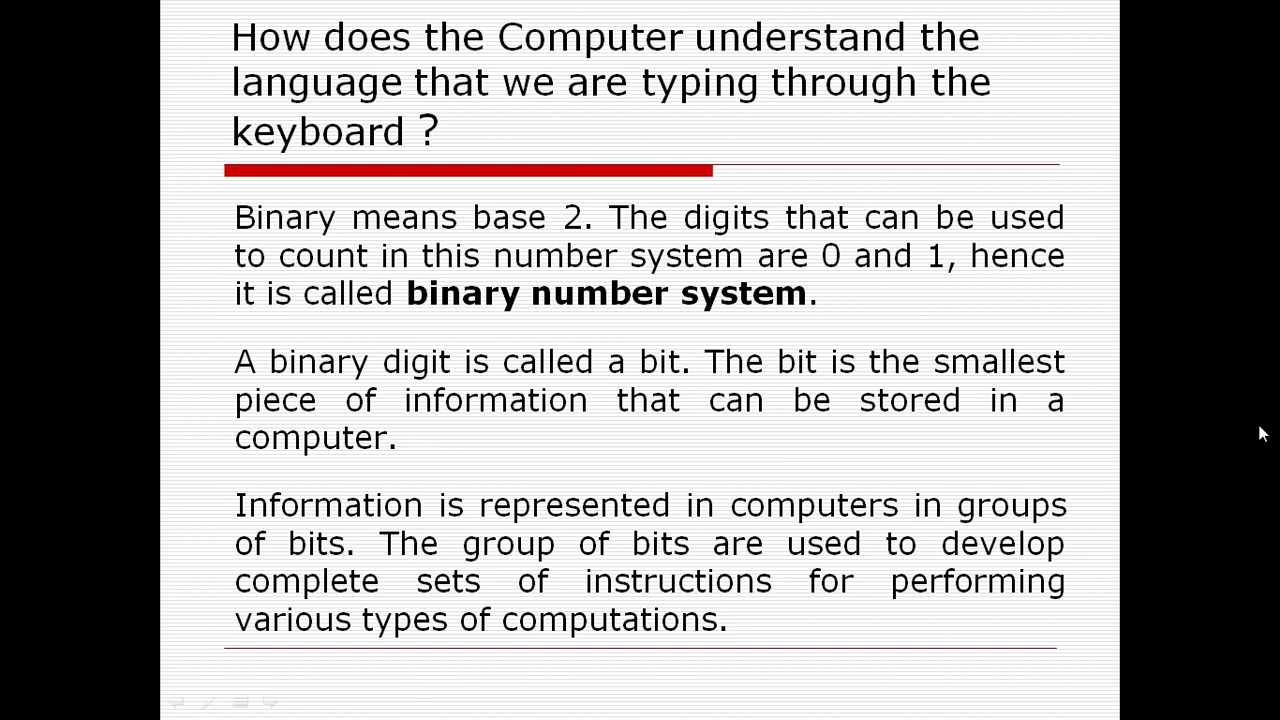 How does the Computer understand the
language that we are typing through the
keyboard ?
Binary means base 2. The digits that can be used
to count in this number system are 0 and 1, hence
it is called binary number system.
A binary digit is called a bit. The bit is the smallest
piece of information that can be stored in a
computer.
Information is represented in computers in groups
of bits. The group of bits are used to develop
complete sets of instructions for performing
various types of computations.